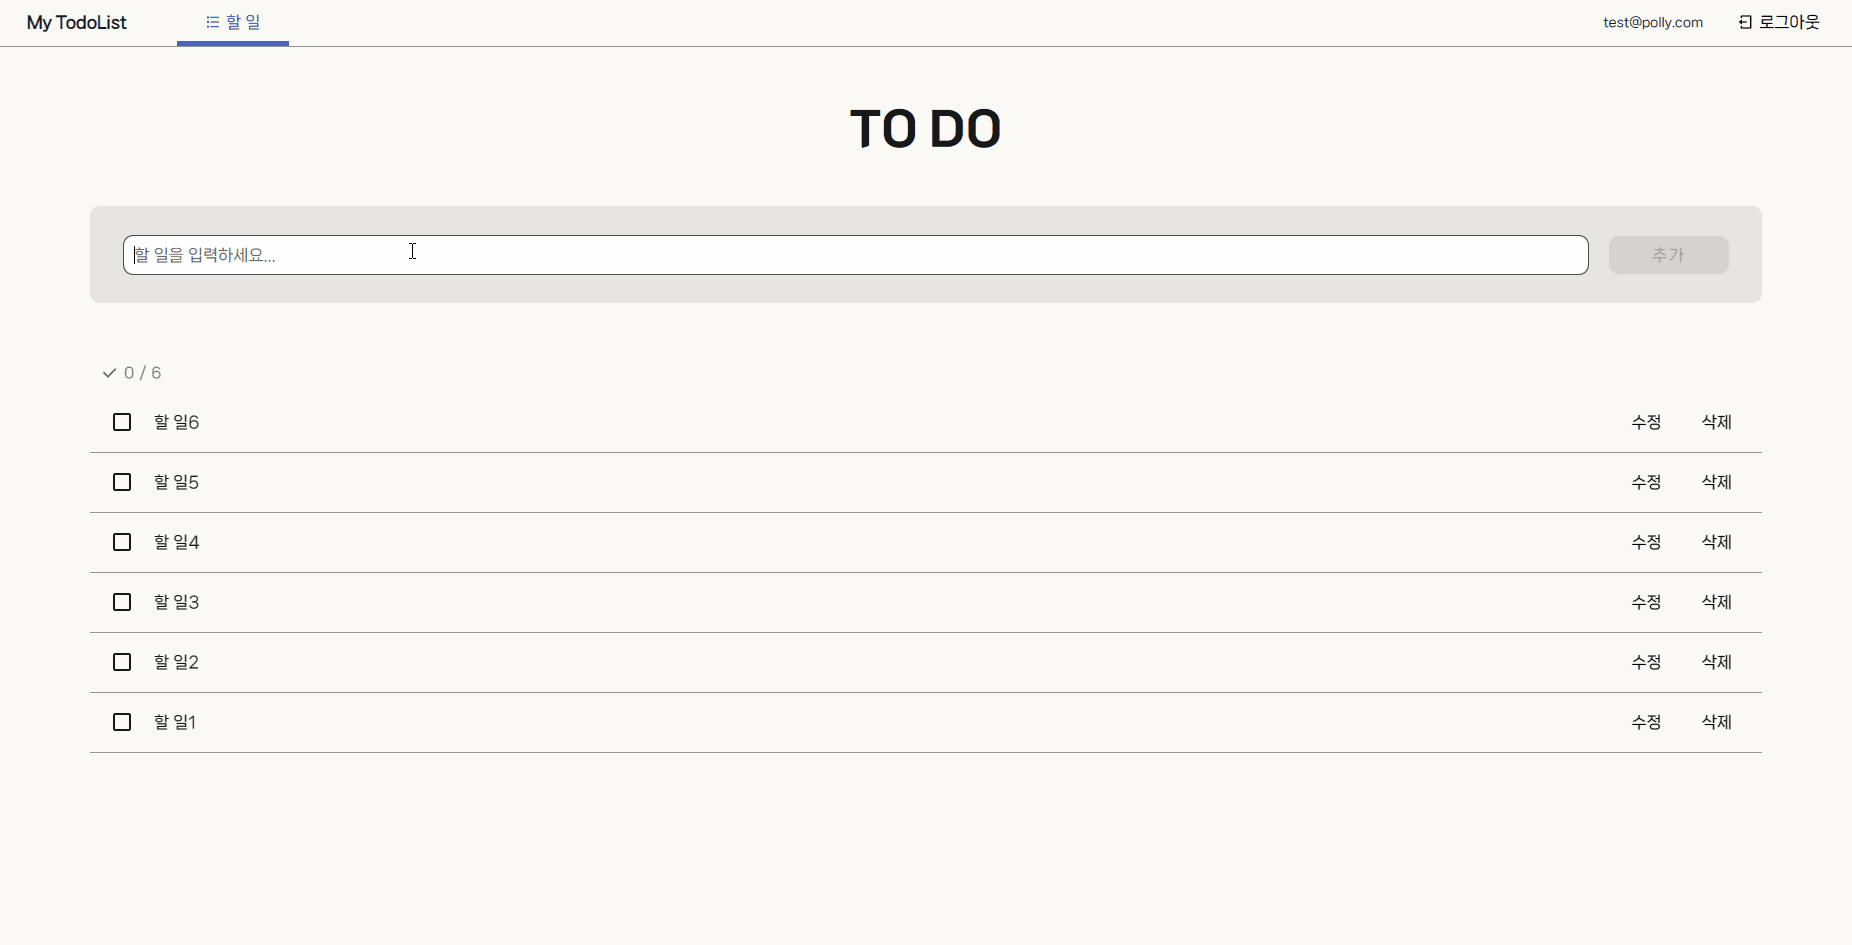 My TodoList 할 일 test@polly.com 로그아웃
TO DO
할 일을 입력하세요... 추가
0 / 6
할 일6 수정 삭제
할 일5 수정 삭제
할 일4 수정 삭제
할 일3 수정 삭제
할 일2 수정 삭제
할 일1 수정 삭제